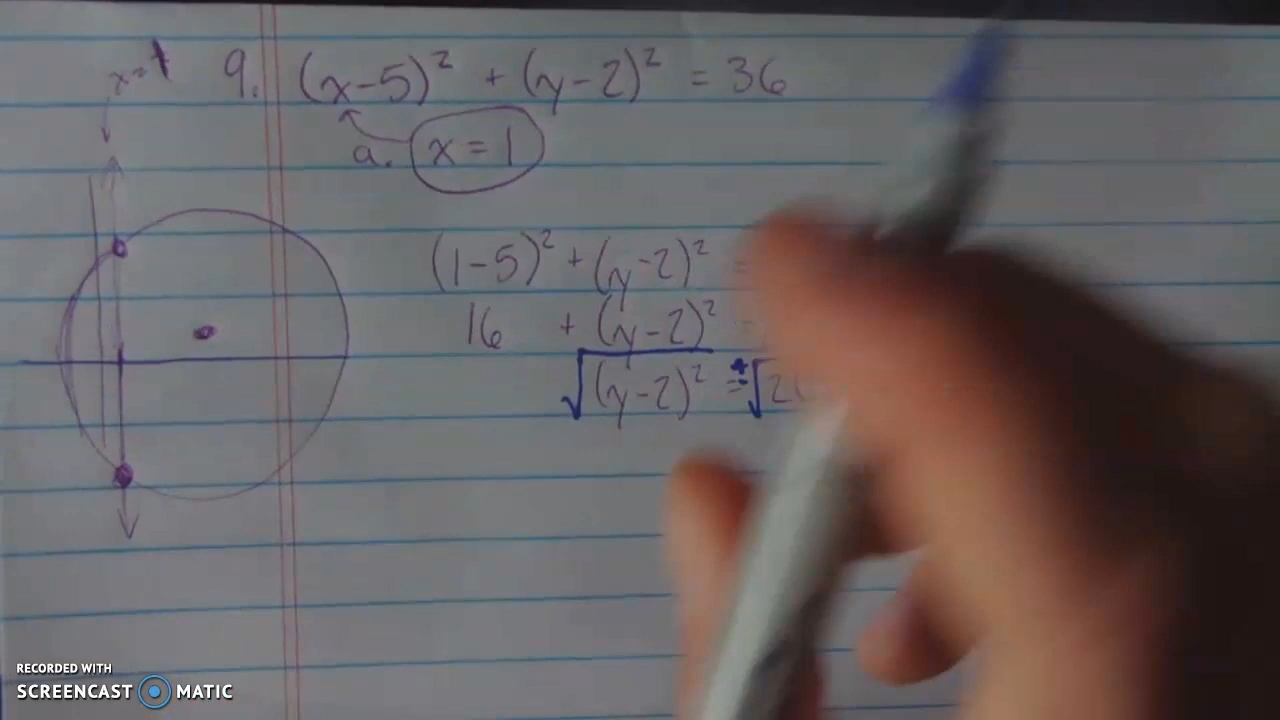 x=1
9. (x-5)² + (y-2)² = 36
a. x = 1
(1-5)² + (y-2)² =
16 + (y-2)² =
√(y-2)² = ±√2
RECORDED WITH
SCREENCAST MATIC